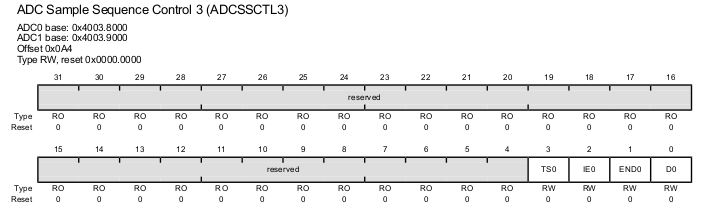 ADC Sample Sequence Control 3 (ADCSSCTL3)
ADC0 base: 0x4003.8000
ADC1 base: 0x4003.9000
Offset 0x0A4
Type RW, reset 0x0000.0000
31 30 29 28 27 26 25 24 23 22 21 20 19 18 17 16
reserved
Type RO RO RO RO RO RO RO RO RO RO RO RO RO RO RO RO
Reset 0 0 0 0 0 0 0 0 0 0 0 0 0 0 0 0
15 14 13 12 11 10 9 8 7 6 5 4 3 2 1 0
reserved TS0 IE0 END0 D0
Type RO RO RO RO RO RO RO RO RO RO RO RO RW RW RW RW
Reset 0 0 0 0 0 0 0 0 0 0 0 0 0 0 0 0